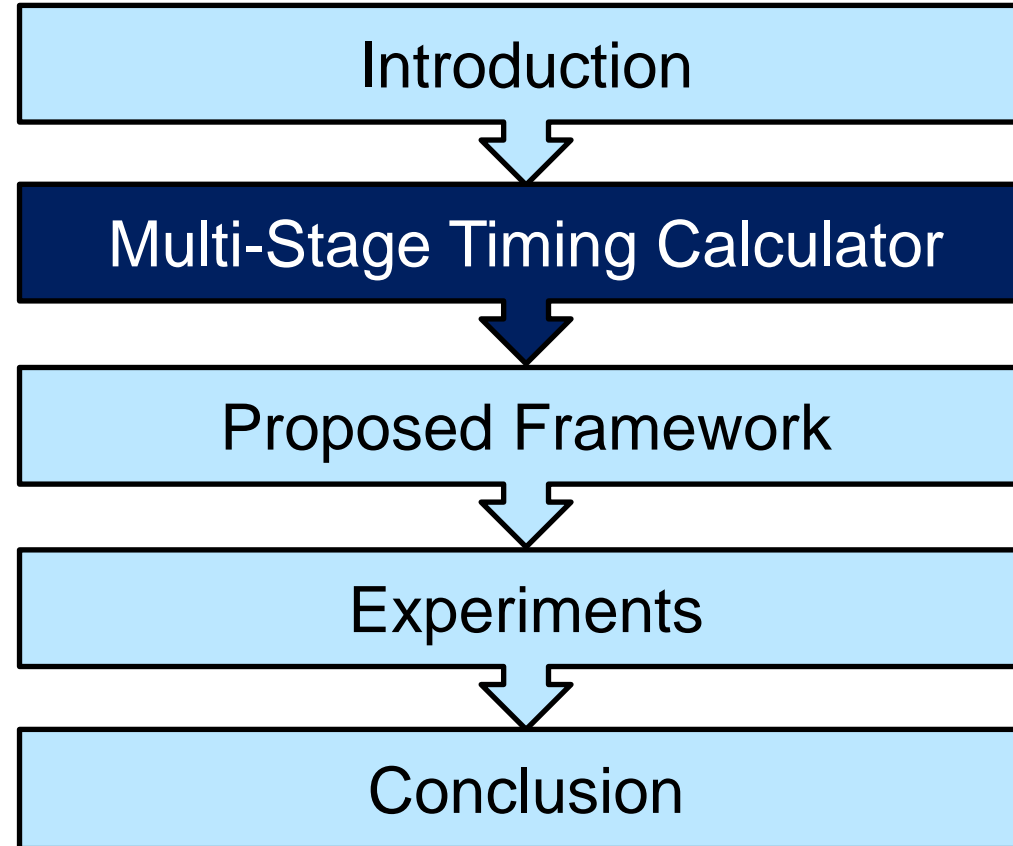 Introduction
Multi-Stage Timing Calculator
Proposed Framework
Experiments
Conclusion